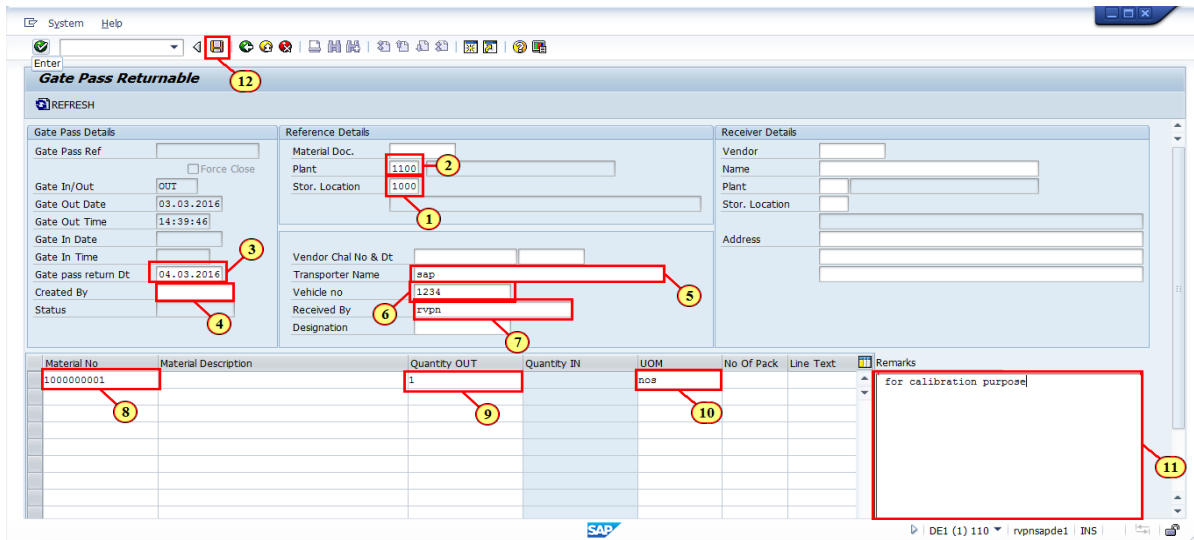 System Help
Enter
12
Gate Pass Returnable
REFRESH
Gate Pass Details
Gate Pass Ref
Force Close
Gate In/Out OUT
Gate Out Date 03.03.2016
Gate Out Time 14:39:46
Gate In Date
Gate In Time
3
Gate pass return Dt 04.03.2016
Created By
4
Status
Reference Details
Material Doc.
Plant 1100 2
Stor. Location 1000
1
Vendor Chal No & Dt
Transporter Name sap
5
Vehicle no 1234
6
Received By rvpn
7
Designation
Receiver Details
Vendor
Name
Plant
Stor. Location
Address
Material No Material Description Quantity OUT Quantity IN UOM No Of Pack Line Text
1000000001 1 nos
8 9 10
Remarks
for calibration purpose
11
SAP DE1 (1) 110 rvpnsapde1 INS